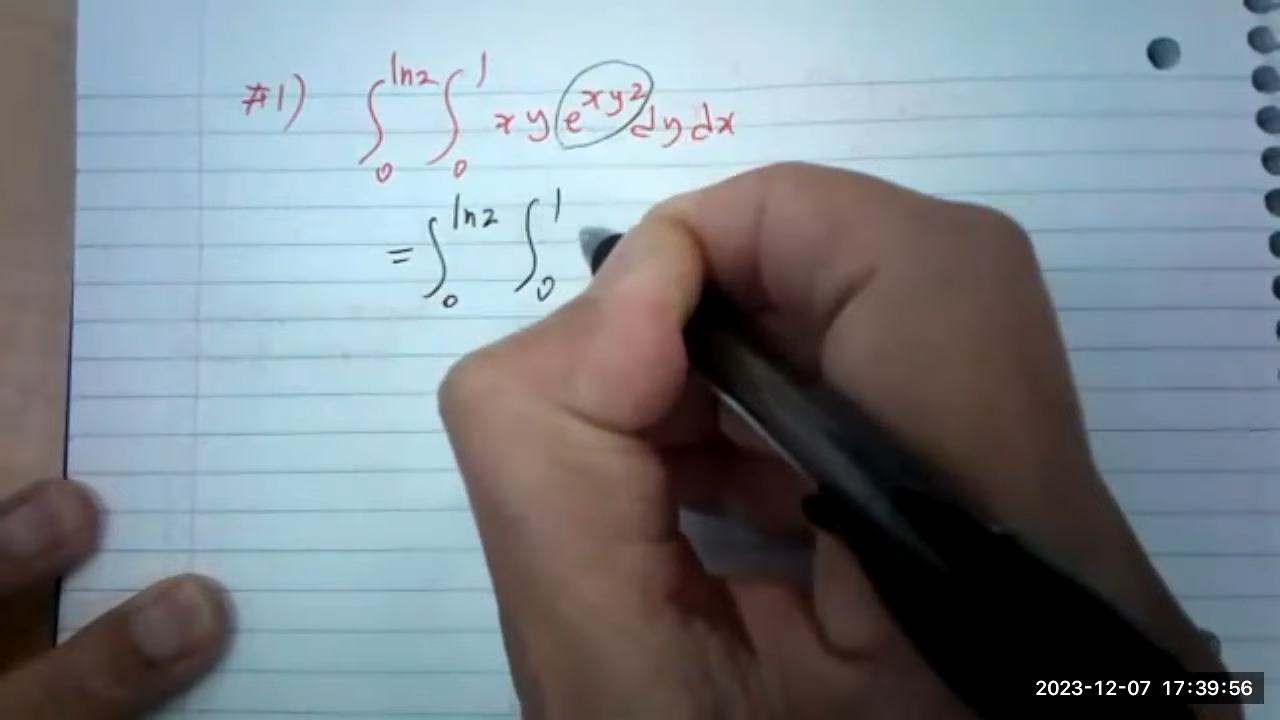 #1) ∫₀^ln2 ∫₀^1 xy e^xy² dy dx
= ∫₀^ln2 ∫₀^1
2023-12-07 17:39:56